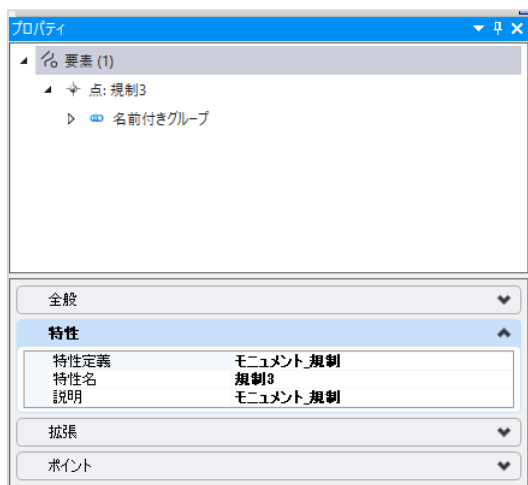 プロパティ
要素 (1)
点: 規制3
名前付きグループ
全般
特性
特性定義 モニュメント_規制
特性名 規制3
説明 モニュメント_規制
拡張
ポイント